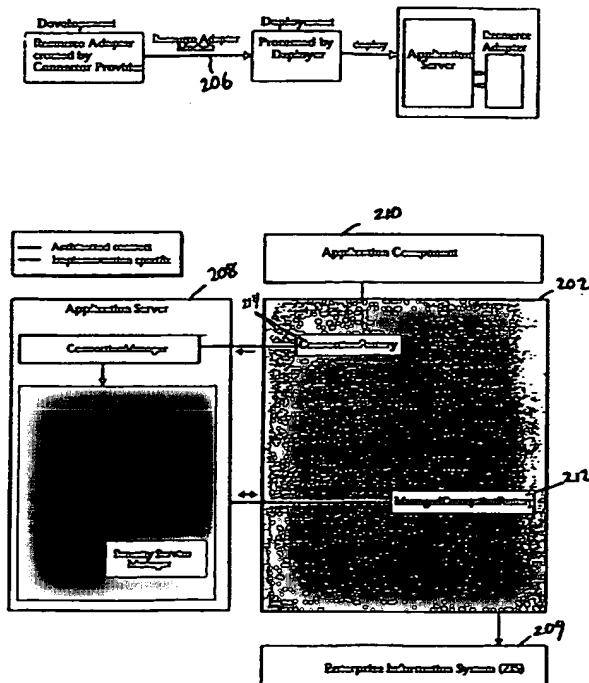 Development
Deployment
Resource Adapter
created by
Connector Provider
Resource Adapter
206
Processed by
Deployer
deploy
Application
Server
Resource
Adapter
210
Architected contract
Implementation specific
Application Component
208
202
Application Server
214
ConnectionManager
ConnectionFactory
212
ManagedConnectionFactory
Security Service
Manager
209
Enterprise Information System (EIS)